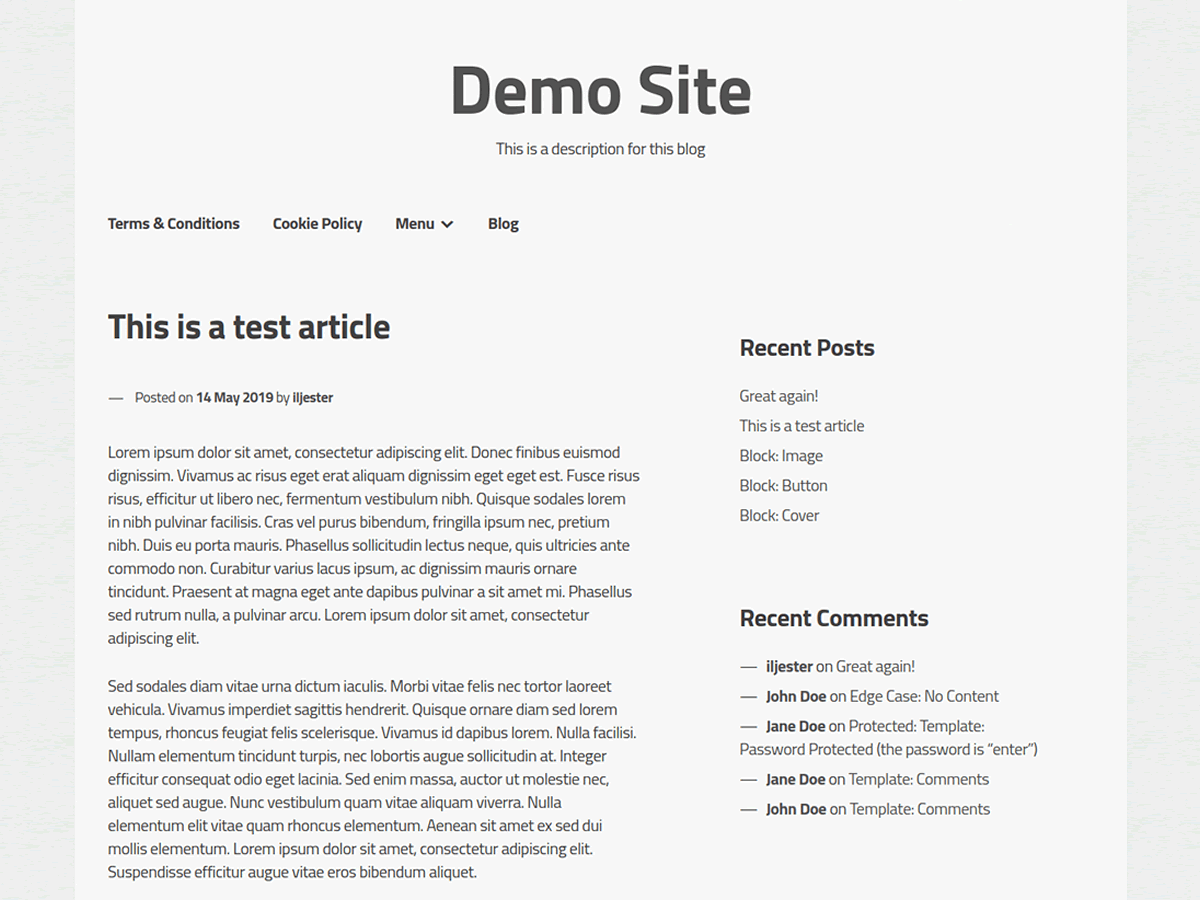 Demo Site
This is a description for this blog
Terms & Conditions Cookie Policy Menu Blog
This is a test article
— Posted on 14 May 2019 by iljester
Lorem ipsum dolor sit amet, consectetur adipiscing elit. Donec finibus euismod
dignissim. Vivamus ac risus eget erat aliquam dignissim eget eget est. Fusce risus
risus, efficitur ut libero nec, fermentum vestibulum nibh. Quisque sodales lorem
in nibh pulvinar facilisis. Cras vel purus bibendum, fringilla ipsum nec, pretium
nibh. Duis eu porta mauris. Phasellus sollicitudin lectus neque, quis ultricies ante
commodo non. Curabitur varius lacus ipsum, ac dignissim mauris ornare
tincidunt. Praesent at magna eget ante dapibus pulvinar a sit amet mi. Phasellus
sed rutrum nulla, a pulvinar arcu. Lorem ipsum dolor sit amet, consectetur
adipiscing elit.
Sed sodales diam vitae urna dictum iaculis. Morbi vitae felis nec tortor laoreet
vehicula. Vivamus imperdiet sagittis hendrerit. Quisque ornare diam sed lorem
tempus, rhoncus feugiat felis scelerisque. Vivamus id dapibus lorem. Nulla facilisi.
Nullam elementum tincidunt turpis, nec lobortis augue sollicitudin at. Integer
efficitur consequat odio eget lacinia. Sed enim massa, auctor ut molestie nec,
aliquet sed augue. Nunc vestibulum quam vitae aliquam viverra. Nulla
elementum elit vitae quam rhoncus elementum. Aenean sit amet ex sed dui
mollis elementum. Lorem ipsum dolor sit amet, consectetur adipiscing elit.
Suspendisse efficitur augue vitae eros bibendum aliquet.
Recent Posts
Great again!
This is a test article
Block: Image
Block: Button
Block: Cover
Recent Comments
— iljester on Great again!
— John Doe on Edge Case: No Content
— Jane Doe on Protected: Template:
Password Protected (the password is “enter”)
— Jane Doe on Template: Comments
— John Doe on Template: Comments